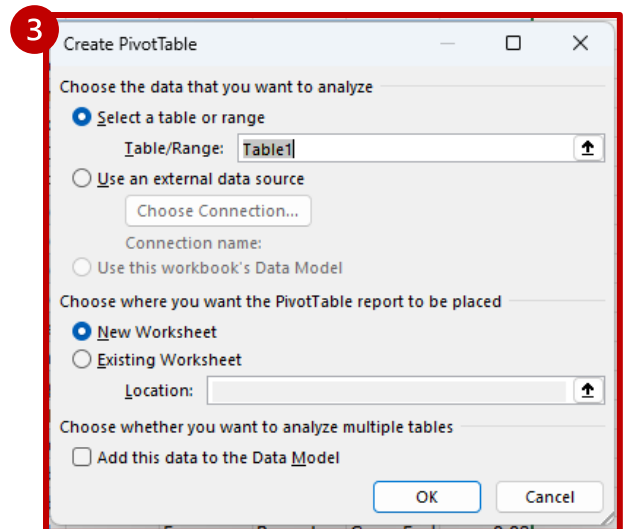 3
Create PivotTable
Choose the data that you want to analyze
Select a table or range
Table/Range: Table1
Use an external data source
Choose Connection...
Connection name:
Use this workbook's Data Model
Choose where you want the PivotTable report to be placed
New Worksheet
Existing Worksheet
Location:
Choose whether you want to analyze multiple tables
Add this data to the Data Model
OK Cancel